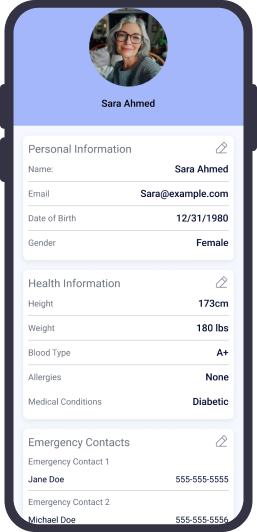 Sara Ahmed
Personal Information
Name: Sara Ahmed
Email Sara@example.com
Date of Birth 12/31/1980
Gender Female
Health Information
Height 173cm
Weight 180 lbs
Blood Type A+
Allergies None
Medical Conditions Diabetic
Emergency Contacts
Emergency Contact 1
Jane Doe 555-555-5555
Emergency Contact 2
Michael Doe 555-555-5556